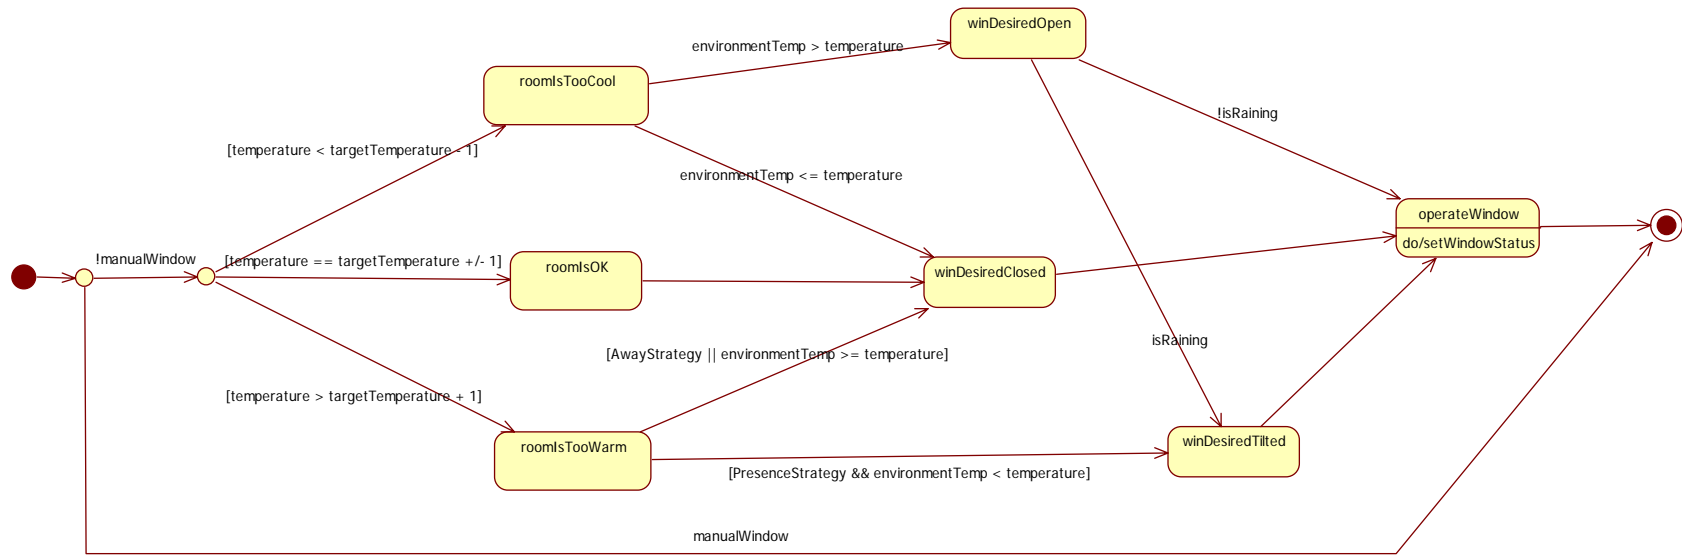 winDesiredOpen
environmentTemp > temperature
roomIsTooCool
!isRaining
[temperature < targetTemperature - 1]
environmentTemp <= temperature
operateWindow
do/setWindowStatus
!manualWindow
[temperature == targetTemperature +/- 1]
roomIsOK
winDesiredClosed
isRaining
[AwayStrategy || environmentTemp >= temperature]
[temperature > targetTemperature + 1]
roomIsTooWarm
winDesiredTilted
[PresenceStrategy && environmentTemp < temperature]
manualWindow